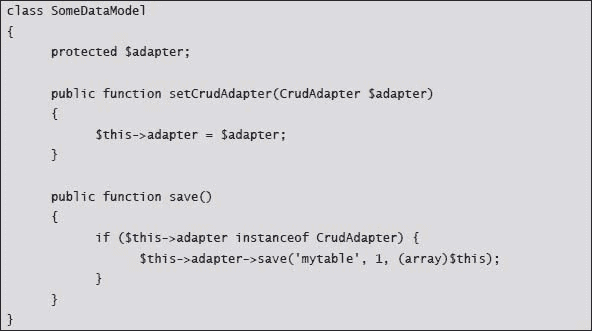 class SomeDataModel
{
protected $adapter;
public function setCrudAdapter(CrudAdapter $adapter)
{
$this->adapter = $adapter;
}
public function save()
{
if ($this->adapter instanceof CrudAdapter) {
$this->adapter->save('mytable', 1, (array)$this);
}
}
}